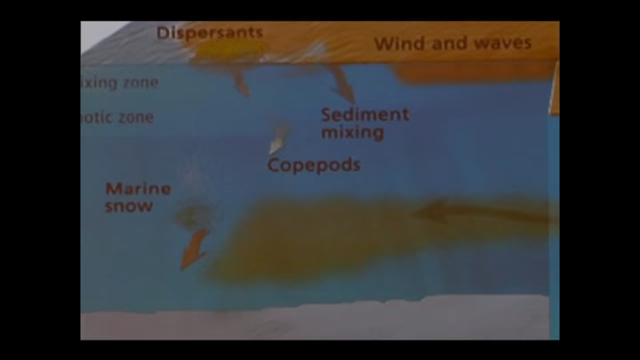 Dispersants
Wind and waves
ixing zone
otic zone
Sediment
mixing
Copepods
Marine
snow